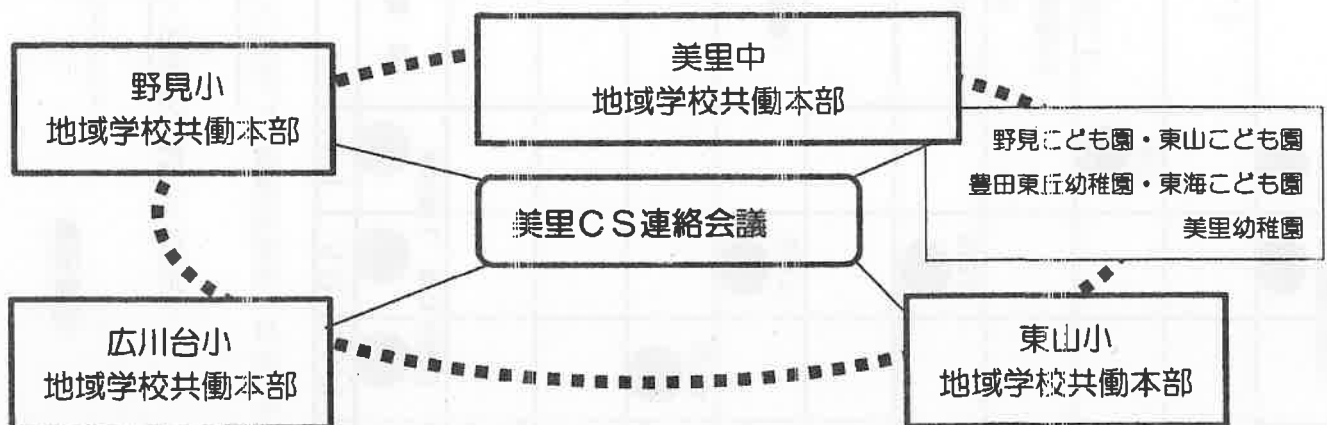 野見小
地域学校共働本部
美里中
地域学校共働本部
野見こども園・東山こども園
豊田東丘幼稚園・東海こども園
美里幼稚園
美里CS連絡会議
広川台小
地域学校共働本部
東山小
地域学校共働本部